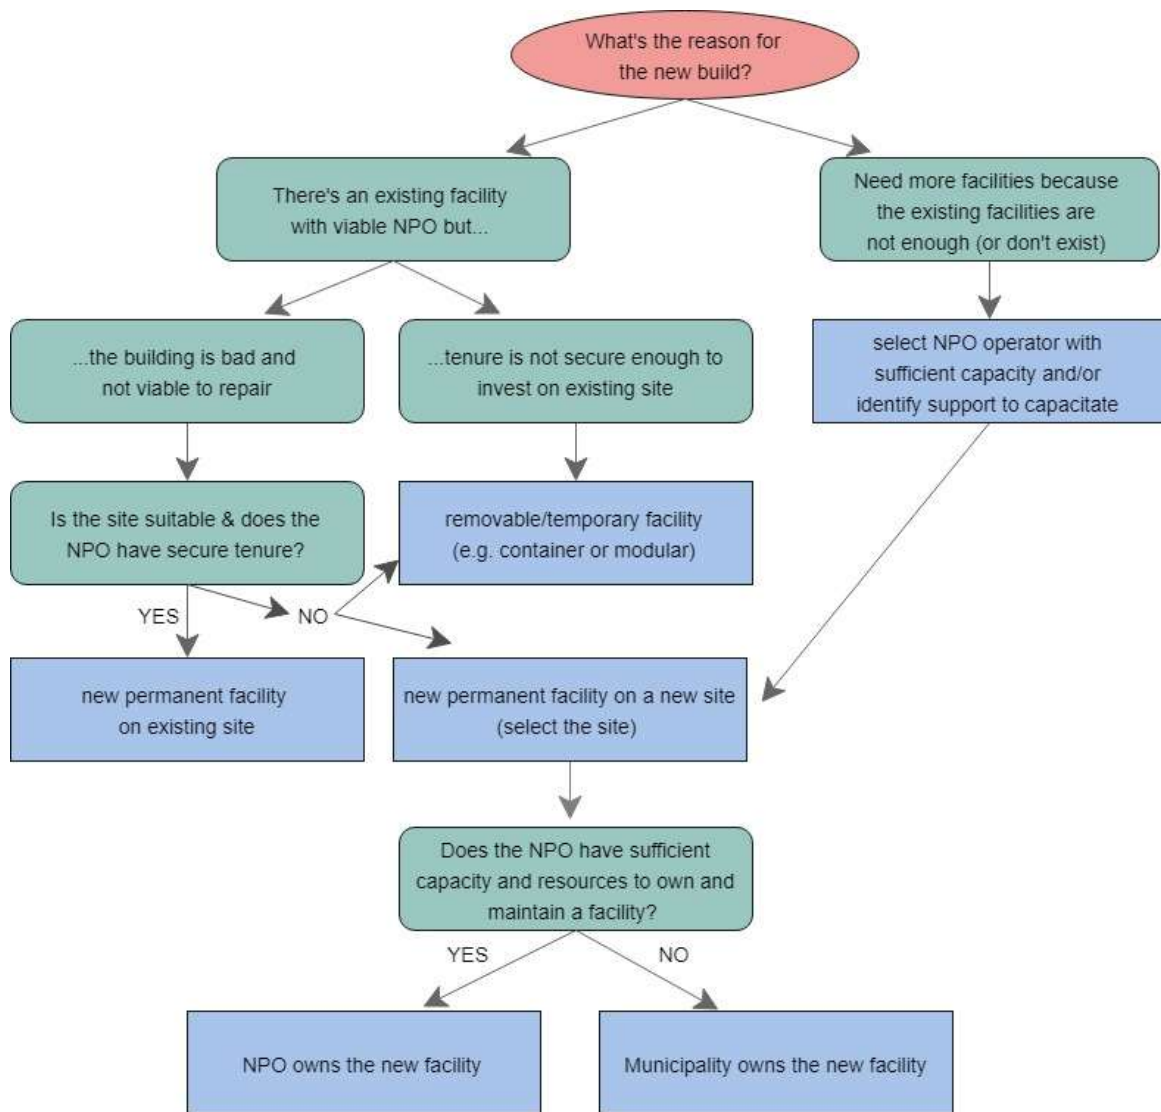 What's the reason for
the new build?
There's an existing facility
with viable NPO but...
Need more facilities because
the existing facilities are
not enough (or don't exist)
...the building is bad and
not viable to repair
...tenure is not secure enough to
invest on existing site
select NPO operator with
sufficient capacity and/or
identify support to capacitate
Is the site suitable & does the
NPO have secure tenure?
removable/temporary facility
(e.g. container or modular)
YES
NO
new permanent facility
on existing site
new permanent facility on a new site
(select the site)
Does the NPO have sufficient
capacity and resources to own and
maintain a facility?
YES
NO
NPO owns the new facility
Municipality owns the new facility